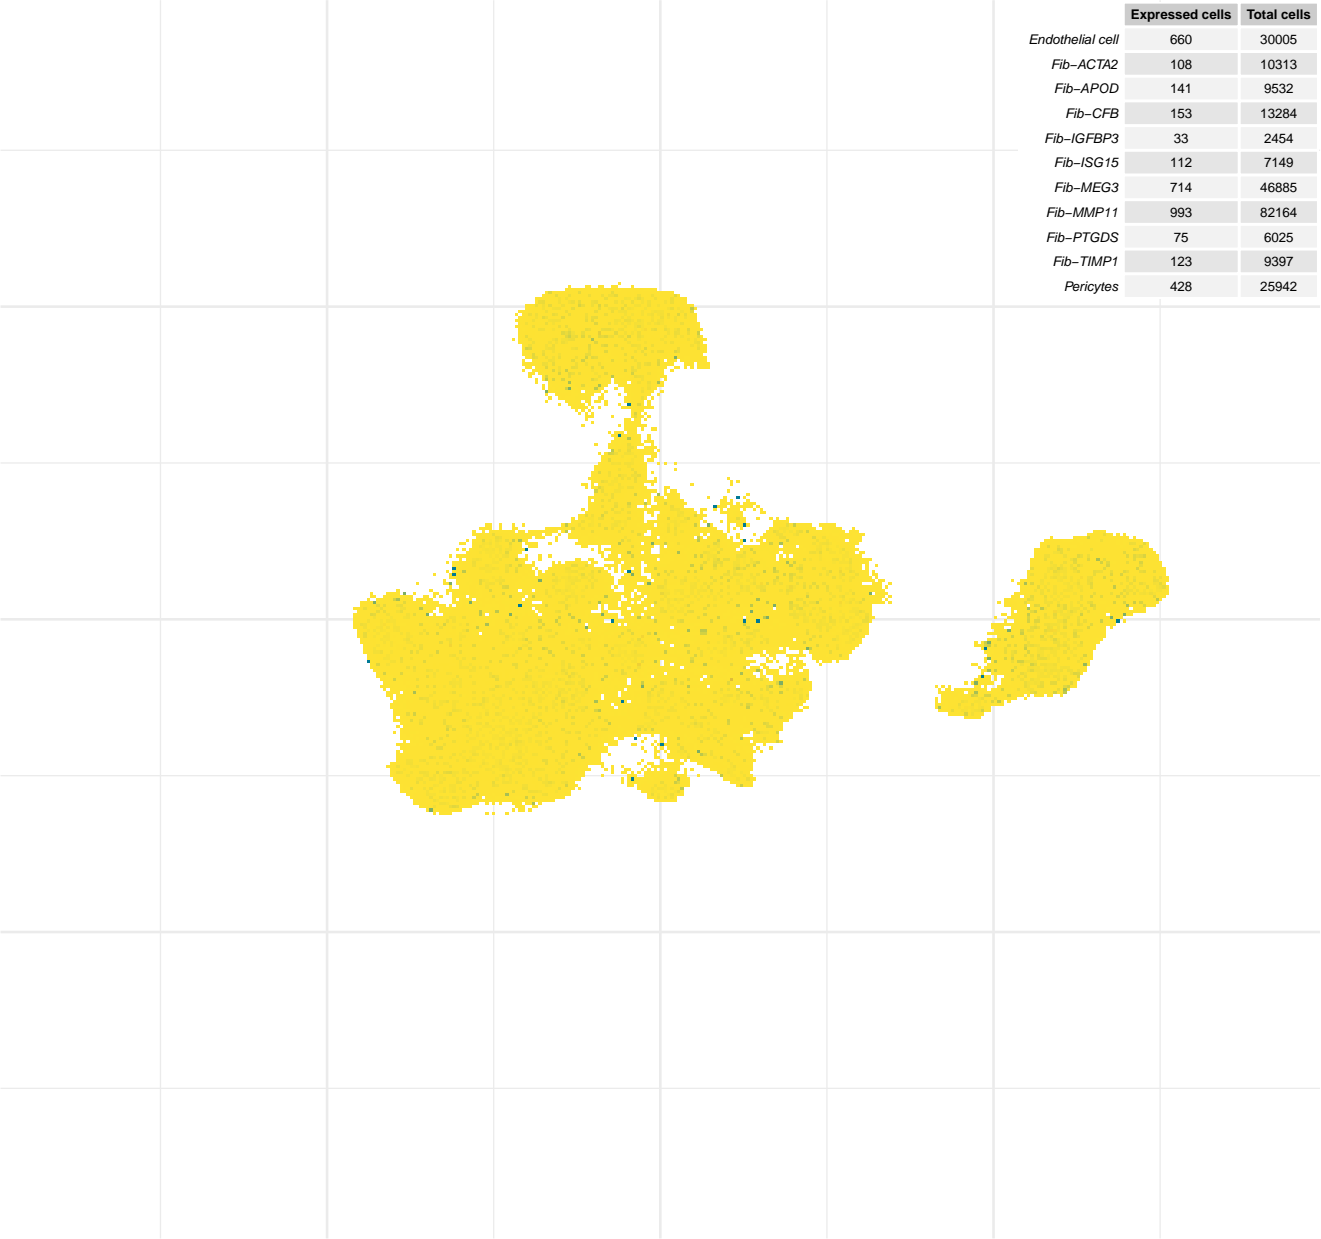 Expressed cells Total cells
Endothelial cell 660 30005
Fib−ACTA2 108 10313
Fib−APOD 141 9532
Fib−CFB 153 13284
Fib−IGFBP3 33 2454
Fib−ISG15 112 7149
Fib−MEG3 714 46885
Fib−MMP11 993 82164
Fib−PTGDS 75 6025
Fib−TIMP1 123 9397
Pericytes 428 25942